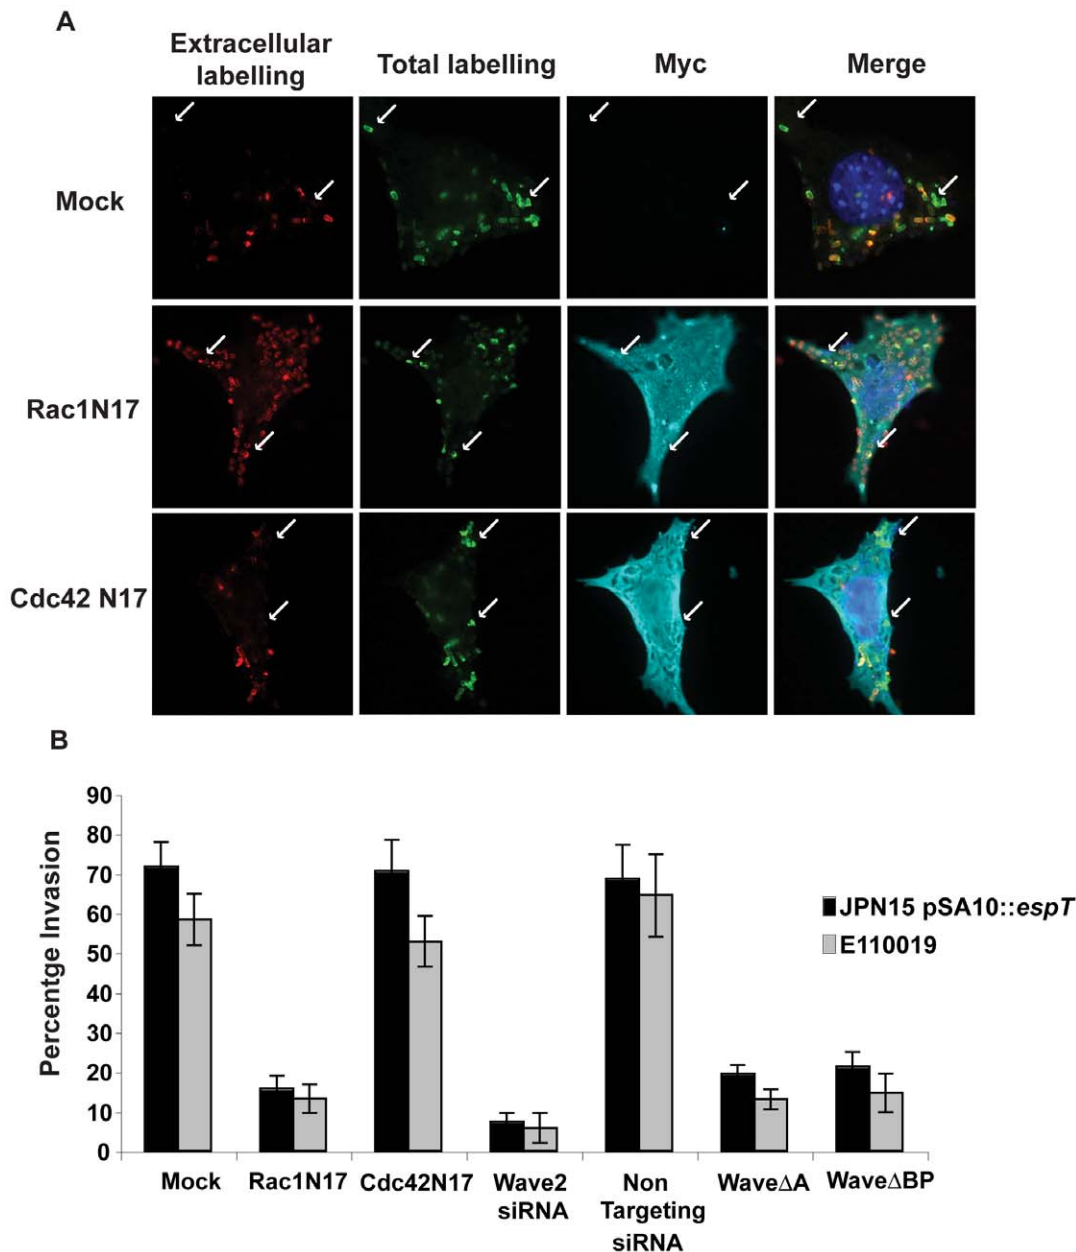 A
Extracellular
labelling
Total labelling
Myc
Merge
Mock
Rac1N17
Cdc42 N17
B
Percentge Invasion
90
80
70
60
50
40
30
20
10
0
JPN15 pSA10::espT
E110019
Mock
Rac1N17
Cdc42N17
Wave2
siRNA
Non
Targeting
siRNA
WaveΔA
WaveΔBP